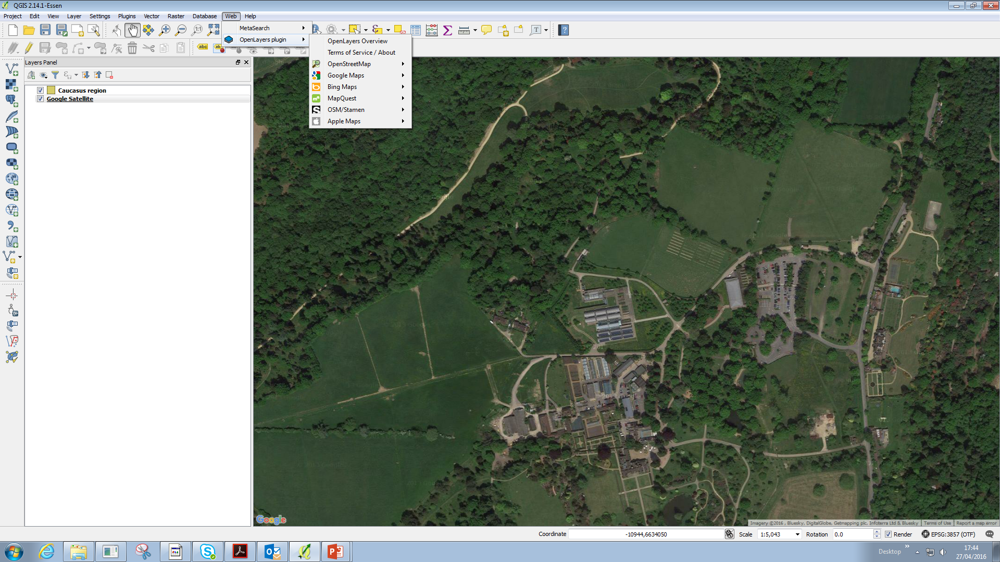 QGIS 2.14.1-Essen
Project Edit View Layer Settings Plugins Vector Raster Database Web Help
MetaSearch
OpenLayers plugin
OpenLayers Overview
Terms of Service / About
OpenStreetMap
Google Maps
Bing Maps
MapQuest
OSM/Stamen
Apple Maps
abc
Layers Panel
Caucasus region
Google Satellite
Google
Imagery ©2016 , Bluesky, DigitalGlobe, Getmapping plc, Infoterra Ltd & Bluesky Terms of Use Report a map error
Coordinate -10944,6634050 Scale 1:5,043 Rotation 0.0 Render EPSG:3857 (OTF)
Desktop
17:44
27/04/2016